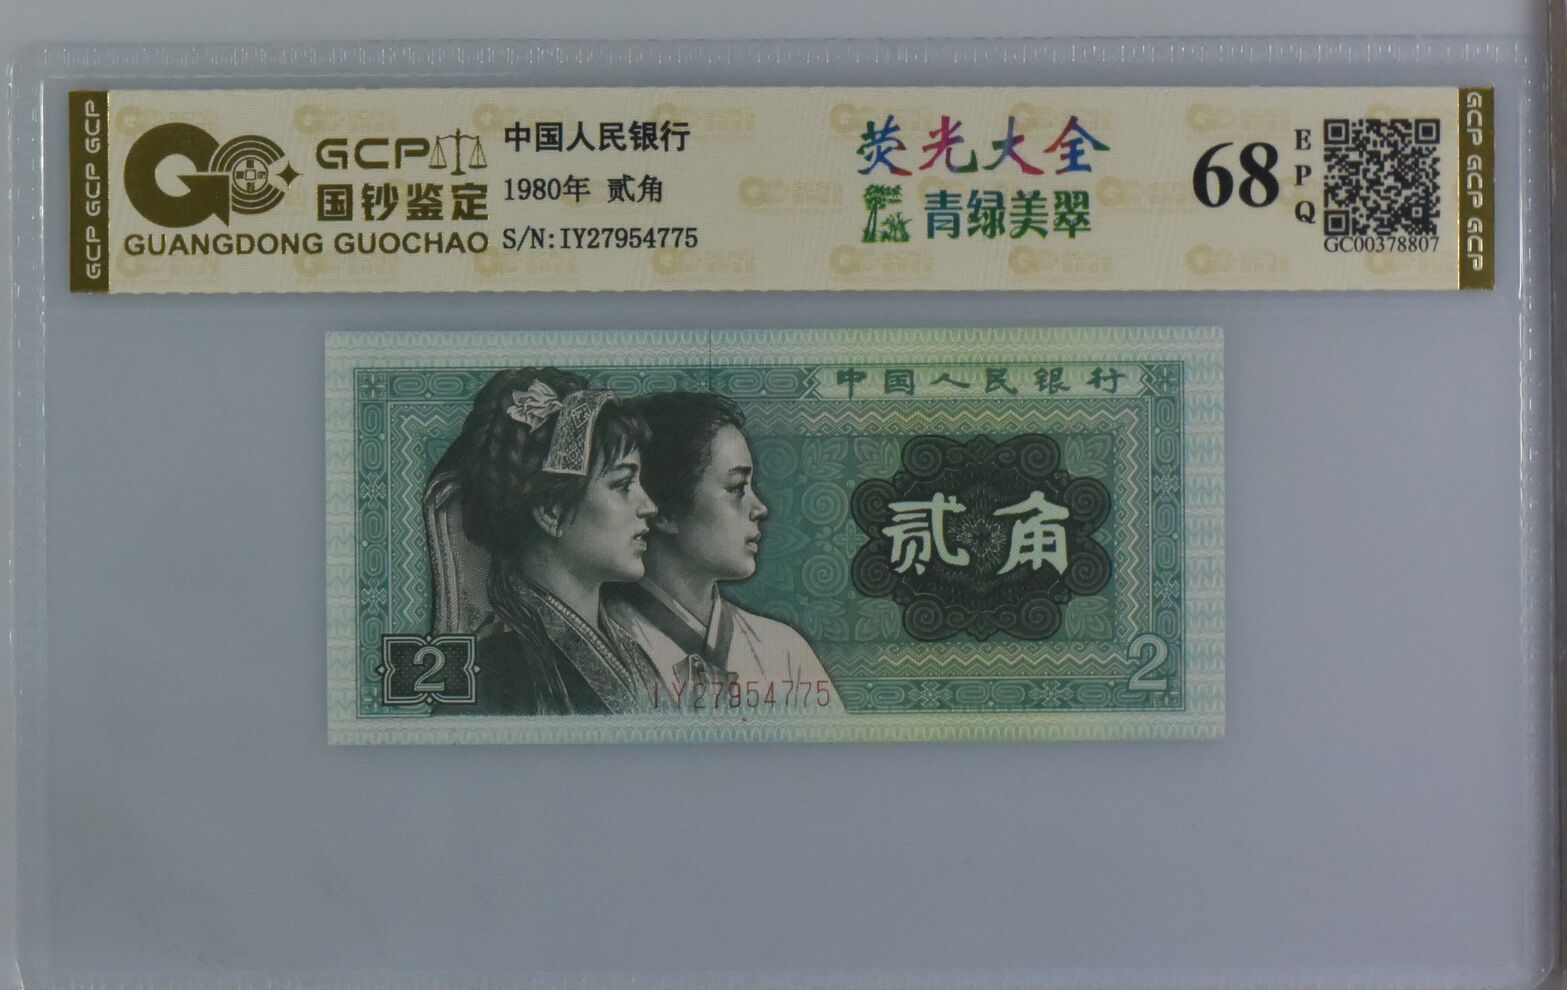 GCP GCP GCP
GCP
国钞鉴定
GUANGDONG GUOCHAO
中国人民银行
1980年 贰角
S/N:IY27954775
荧光大全
青绿美翠
68
EPQ
GC00378807
GCP GCP GCP
中国人民银行
贰角
2
2
IY27954775